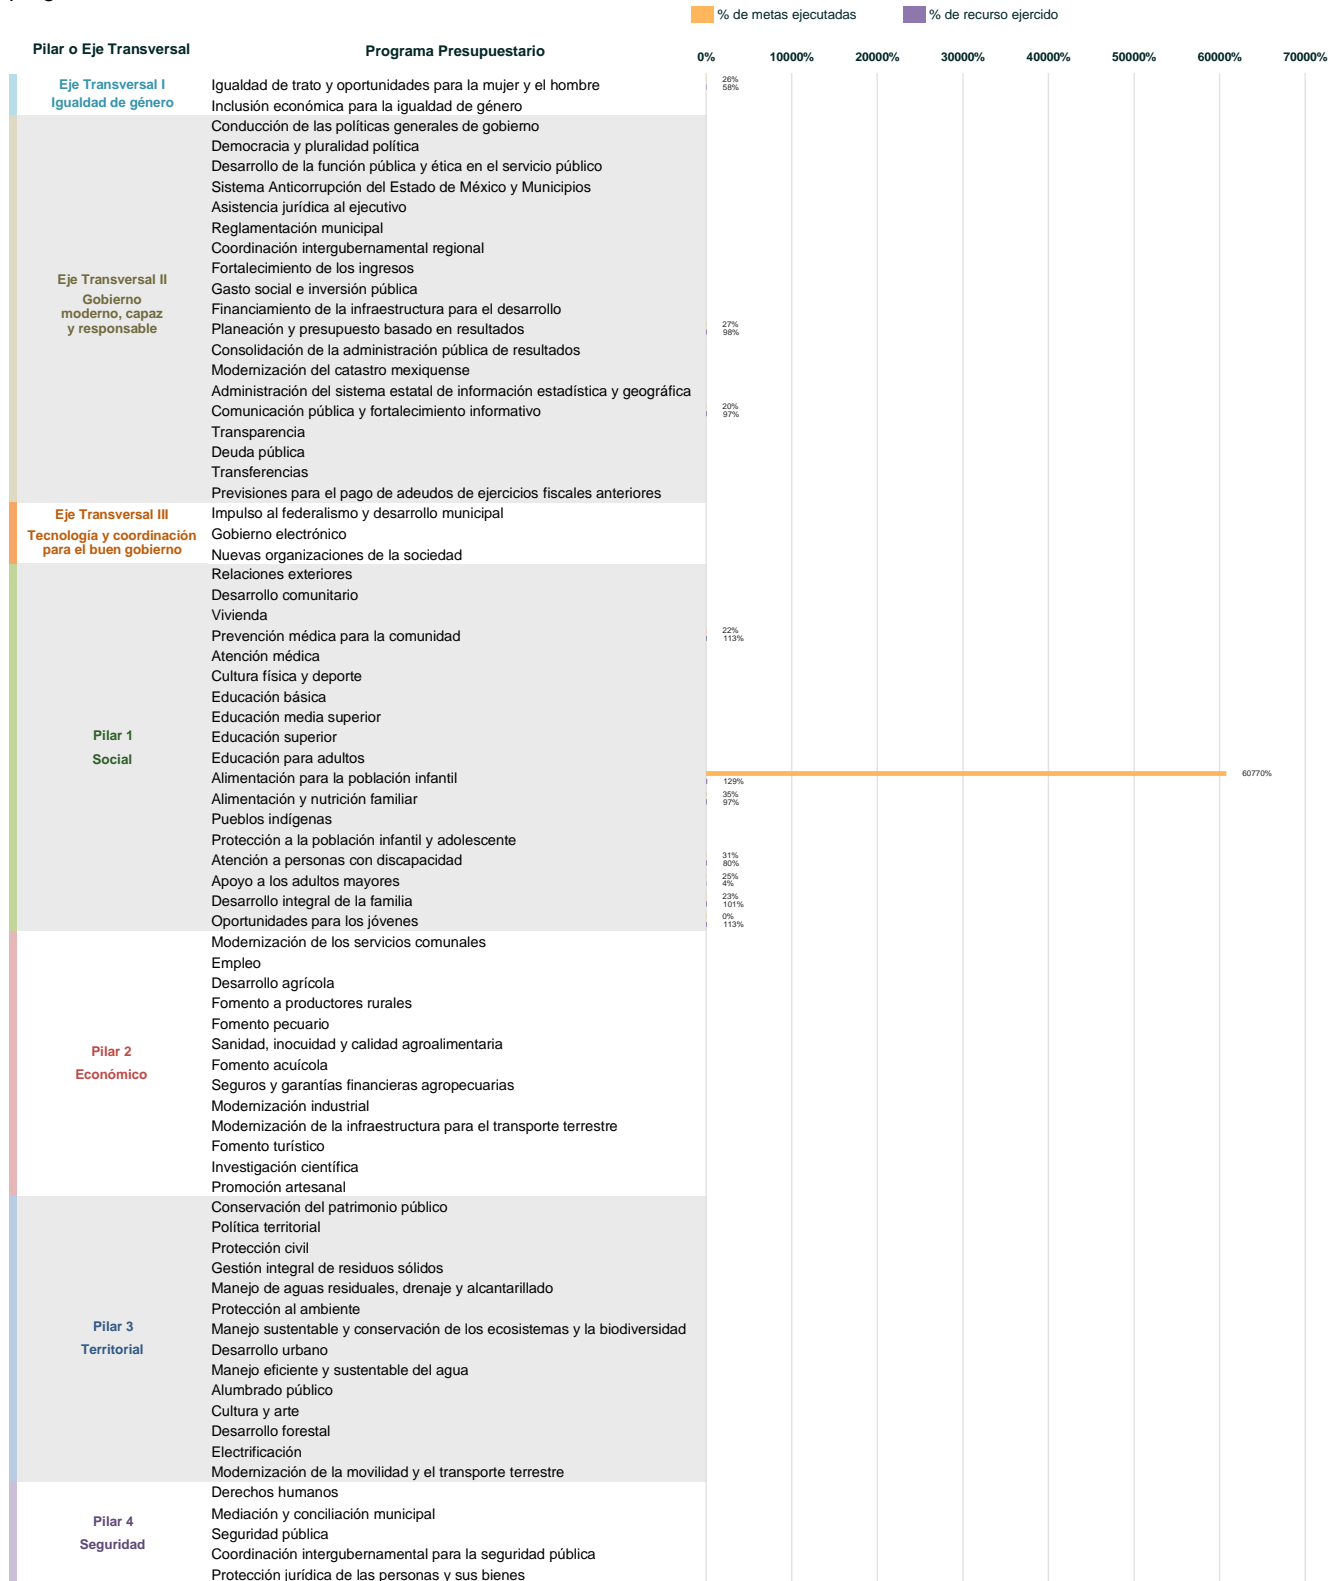 % de metas ejecutadas
% de recurso ejercido
Pilar o Eje Transversal
Programa Presupuestario
0%
10000%
20000%
30000%
40000%
50000%
60000%
70000%
Eje Transversal I
Igualdad de género
Igualdad de trato y oportunidades para la mujer y el hombre
26%
58%
Inclusión económica para la igualdad de género
Eje Transversal II
Gobierno
moderno, capaz
y responsable
Conducción de las políticas generales de gobierno
Democracia y pluralidad política
Desarrollo de la función pública y ética en el servicio público
Sistema Anticorrupción del Estado de México y Municipios
Asistencia jurídica al ejecutivo
Reglamentación municipal
Coordinación intergubernamental regional
Fortalecimiento de los ingresos
Gasto social e inversión pública
Financiamiento de la infraestructura para el desarrollo
Planeación y presupuesto basado en resultados
27%
98%
Consolidación de la administración pública de resultados
Modernización del catastro mexiquense
Administración del sistema estatal de información estadística y geográfica
Comunicación pública y fortalecimiento informativo
20%
97%
Transparencia
Deuda pública
Transferencias
Previsiones para el pago de adeudos de ejercicios fiscales anteriores
Eje Transversal III
Tecnología y coordinación
para el buen gobierno
Impulso al federalismo y desarrollo municipal
Gobierno electrónico
Nuevas organizaciones de la sociedad
Pilar 1
Social
Relaciones exteriores
Desarrollo comunitario
Vivienda
Prevención médica para la comunidad
22%
113%
Atención médica
Cultura física y deporte
Educación básica
Educación media superior
Educación superior
Educación para adultos
Alimentación para la población infantil
60770%
129%
Alimentación y nutrición familiar
35%
97%
Pueblos indígenas
Protección a la población infantil y adolescente
Atención a personas con discapacidad
31%
80%
Apoyo a los adultos mayores
25%
4%
Desarrollo integral de la familia
23%
101%
Oportunidades para los jóvenes
0%
113%
Pilar 2
Económico
Modernización de los servicios comunales
Empleo
Desarrollo agrícola
Fomento a productores rurales
Fomento pecuario
Sanidad, inocuidad y calidad agroalimentaria
Fomento acuícola
Seguros y garantías financieras agropecuarias
Modernización industrial
Modernización de la infraestructura para el transporte terrestre
Fomento turístico
Investigación científica
Promoción artesanal
Pilar 3
Territorial
Conservación del patrimonio público
Política territorial
Protección civil
Gestión integral de residuos sólidos
Manejo de aguas residuales, drenaje y alcantarillado
Protección al ambiente
Manejo sustentable y conservación de los ecosistemas y la biodiversidad
Desarrollo urbano
Manejo eficiente y sustentable del agua
Alumbrado público
Cultura y arte
Desarrollo forestal
Electrificación
Modernización de la movilidad y el transporte terrestre
Pilar 4
Seguridad
Derechos humanos
Mediación y conciliación municipal
Seguridad pública
Coordinación intergubernamental para la seguridad pública
Protección jurídica de las personas y sus bienes